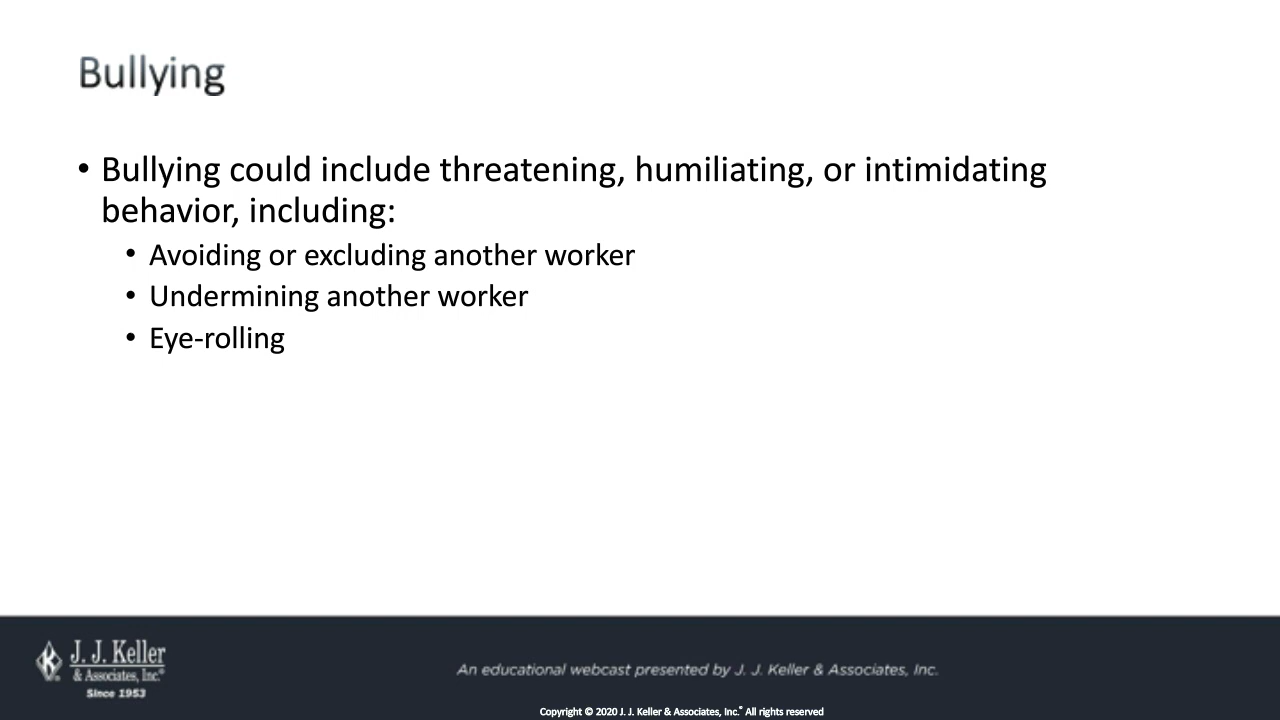 Bullying
• Bullying could include threatening, humiliating, or intimidating
behavior, including:
• Avoiding or excluding another worker
• Undermining another worker
• Eye-rolling
J. J. Keller
& Associates, Inc.®
Since 1953
An educational webcast presented by J. J. Keller & Associates, Inc.
Copyright © 2020 J. J. Keller & Associates, Inc.® All rights reserved